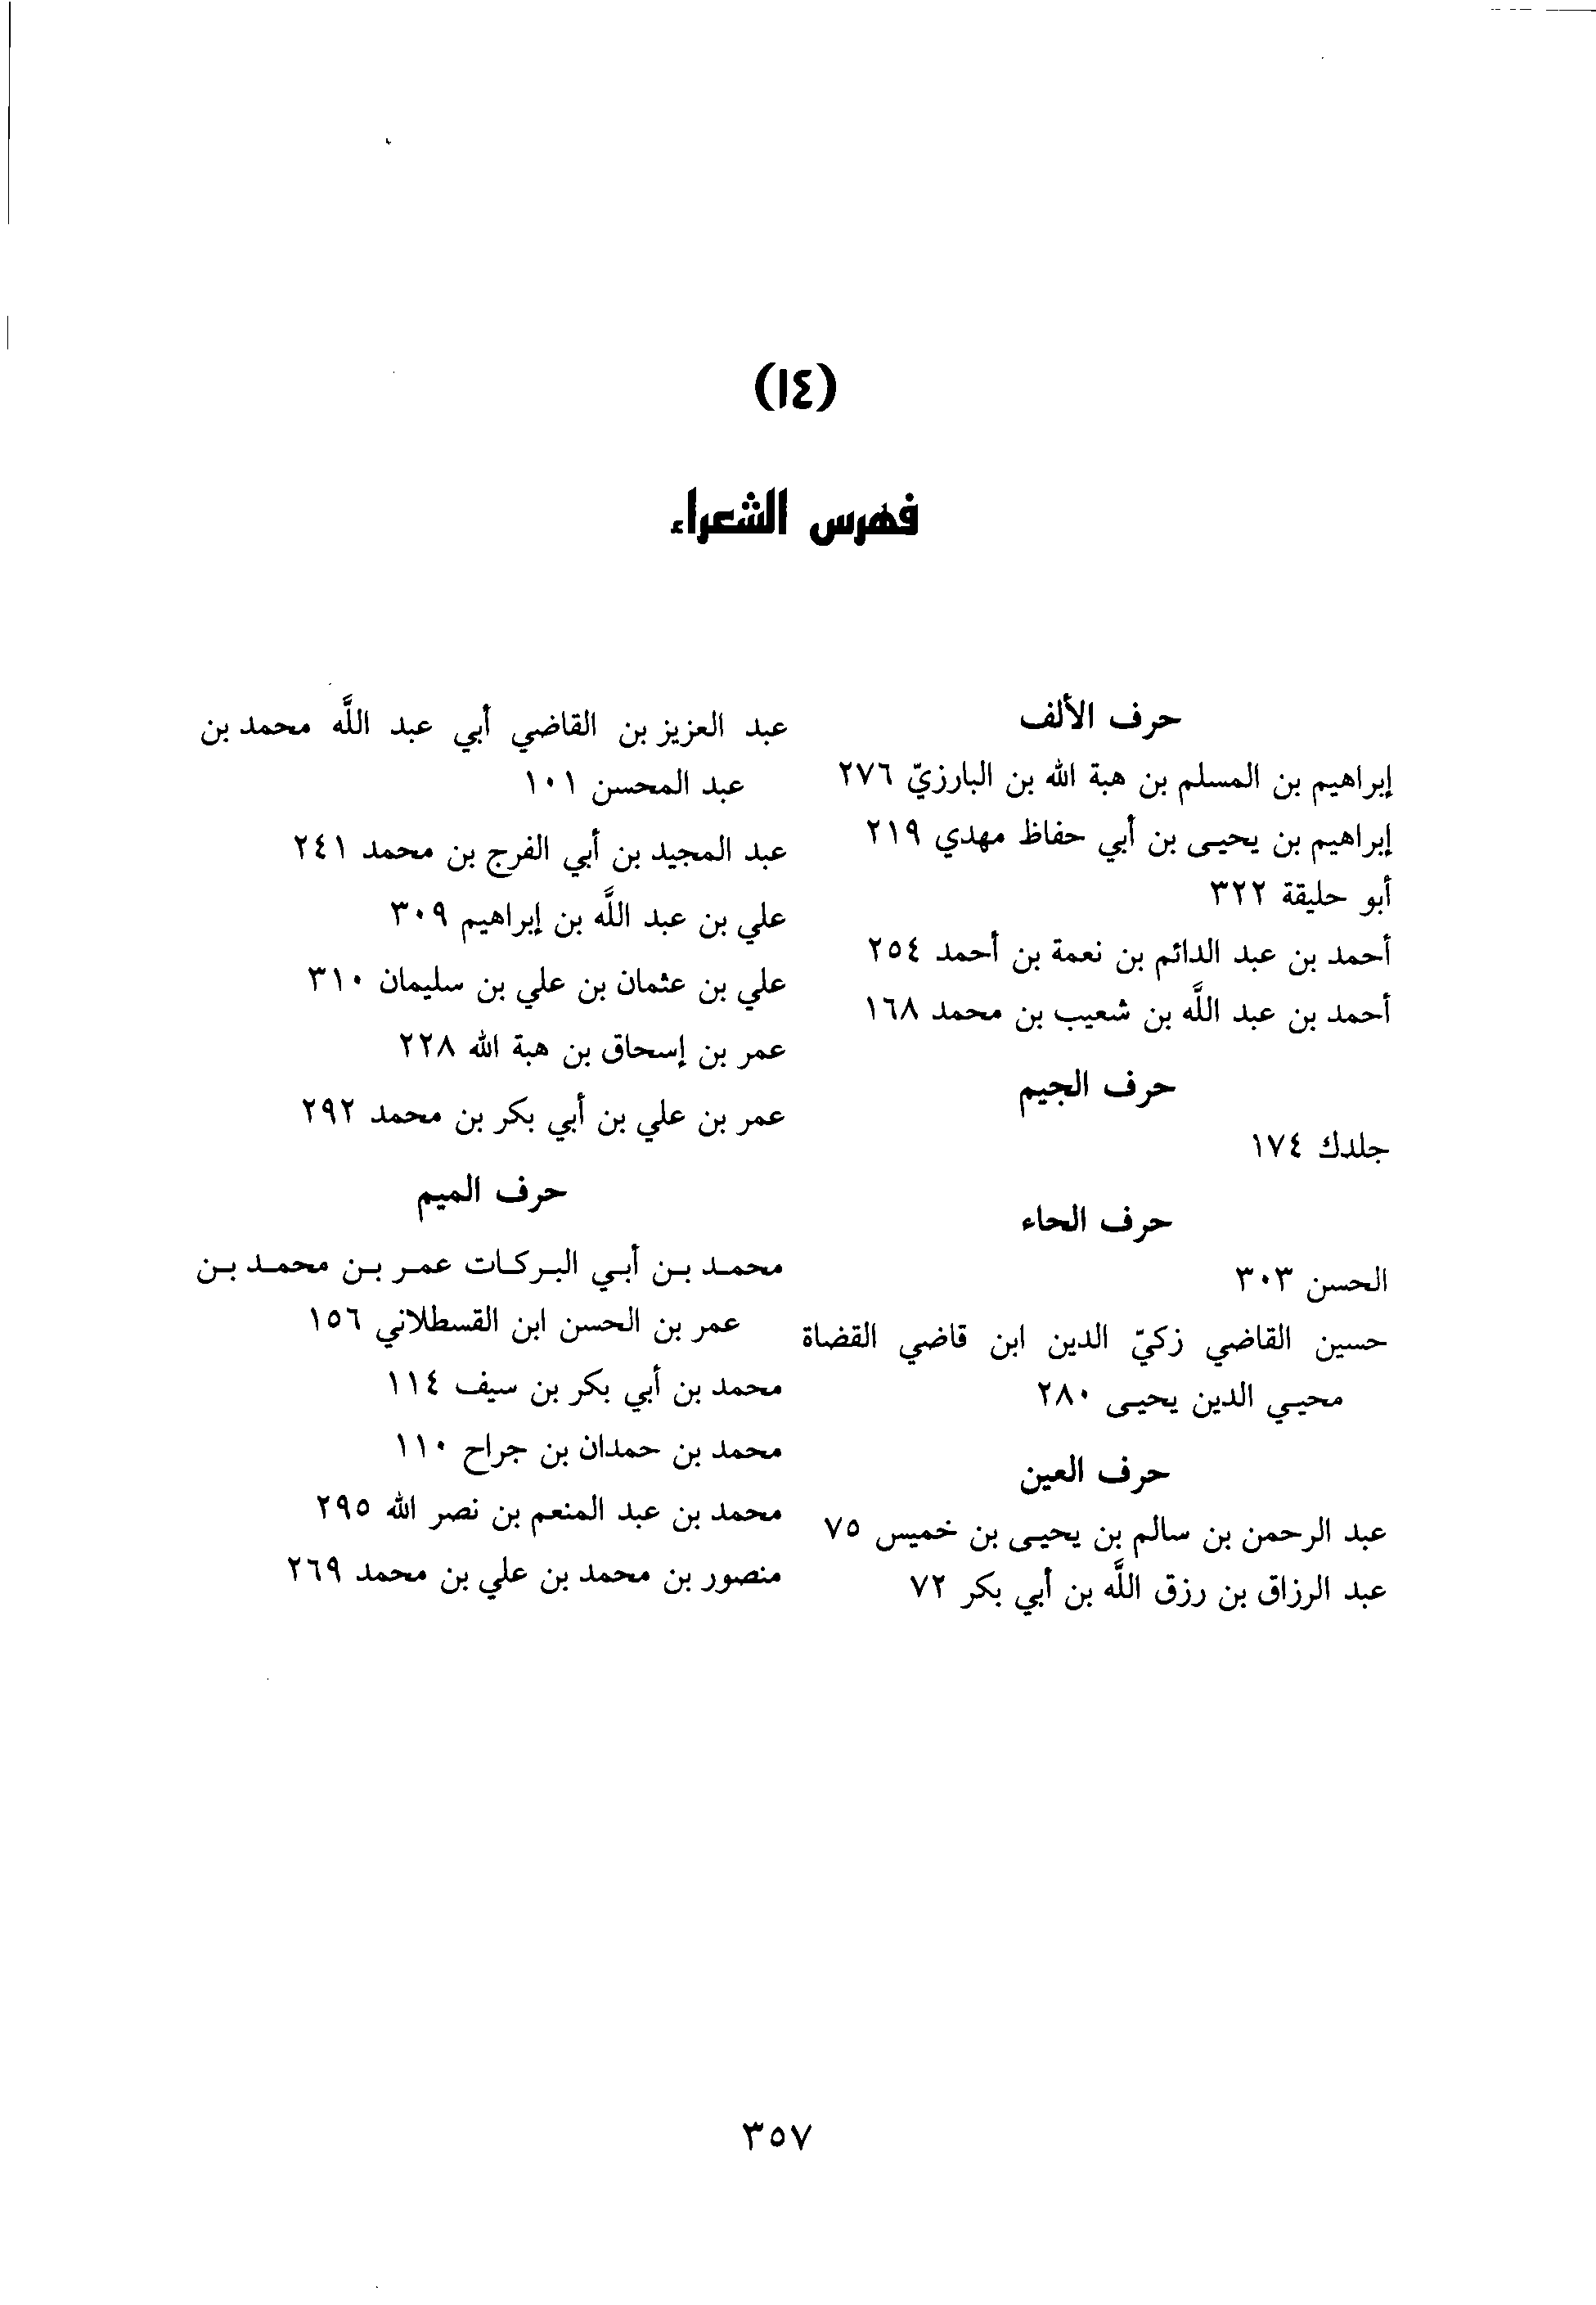 (١٤)
فهرس الشعراء
حرف الألف
إبراهيم بن المسلم بن هبة الله بن البارزيّ ٢٧٦
إبراهيم بن يحيى بن أبي حفاظ مهدي ٢١٩
أبو حليقة ٣٢٢
أحمد بن عبد الدائم بن نعمة بن أحمد ٢٥٤
أحمد بن عبد اللَّه بن شعيب بن محمد ١٦٨
حرف الجيم
جلدك ١٧٤
حرف الحاء
الحسن ٣٠٣
حسين القاضي زكيّ الدين ابن قاضي القضاة
محيي الدين يحيى ٢٨٠
حرف العين
عبد الرحمن بن سالم بن يحيى بن خميس ٧٥
عبد الرزاق بن رزق اللَّه بن أبي بكر ٧٢
عبد العزيز بن القاضي أبي عبد اللَّه محمد بن
عبد المحسن ١٠١
عبد المجيد بن أبي الفرج بن محمد ٢٤١
علي بن عبد اللَّه بن إبراهيم ٣٠٩
علي بن عثمان بن علي بن سليمان ٣١٠
عمر بن إسحاق بن هبة الله ٢٢٨
عمر بن علي بن أبي بكر بن محمد ٢٩٢
حرف الميم
محمد بن أبي البركات عمر بن محمد بن
عمر بن الحسن ابن القسطلاني ١٥٦
محمد بن أبي بكر بن سيف ١١٤
محمد بن حمدان بن جراح ١١٠
محمد بن عبد المنعم بن نصر الله ٢٩٥
منصور بن محمد بن علي بن محمد ٢٦٩
٣٥٧